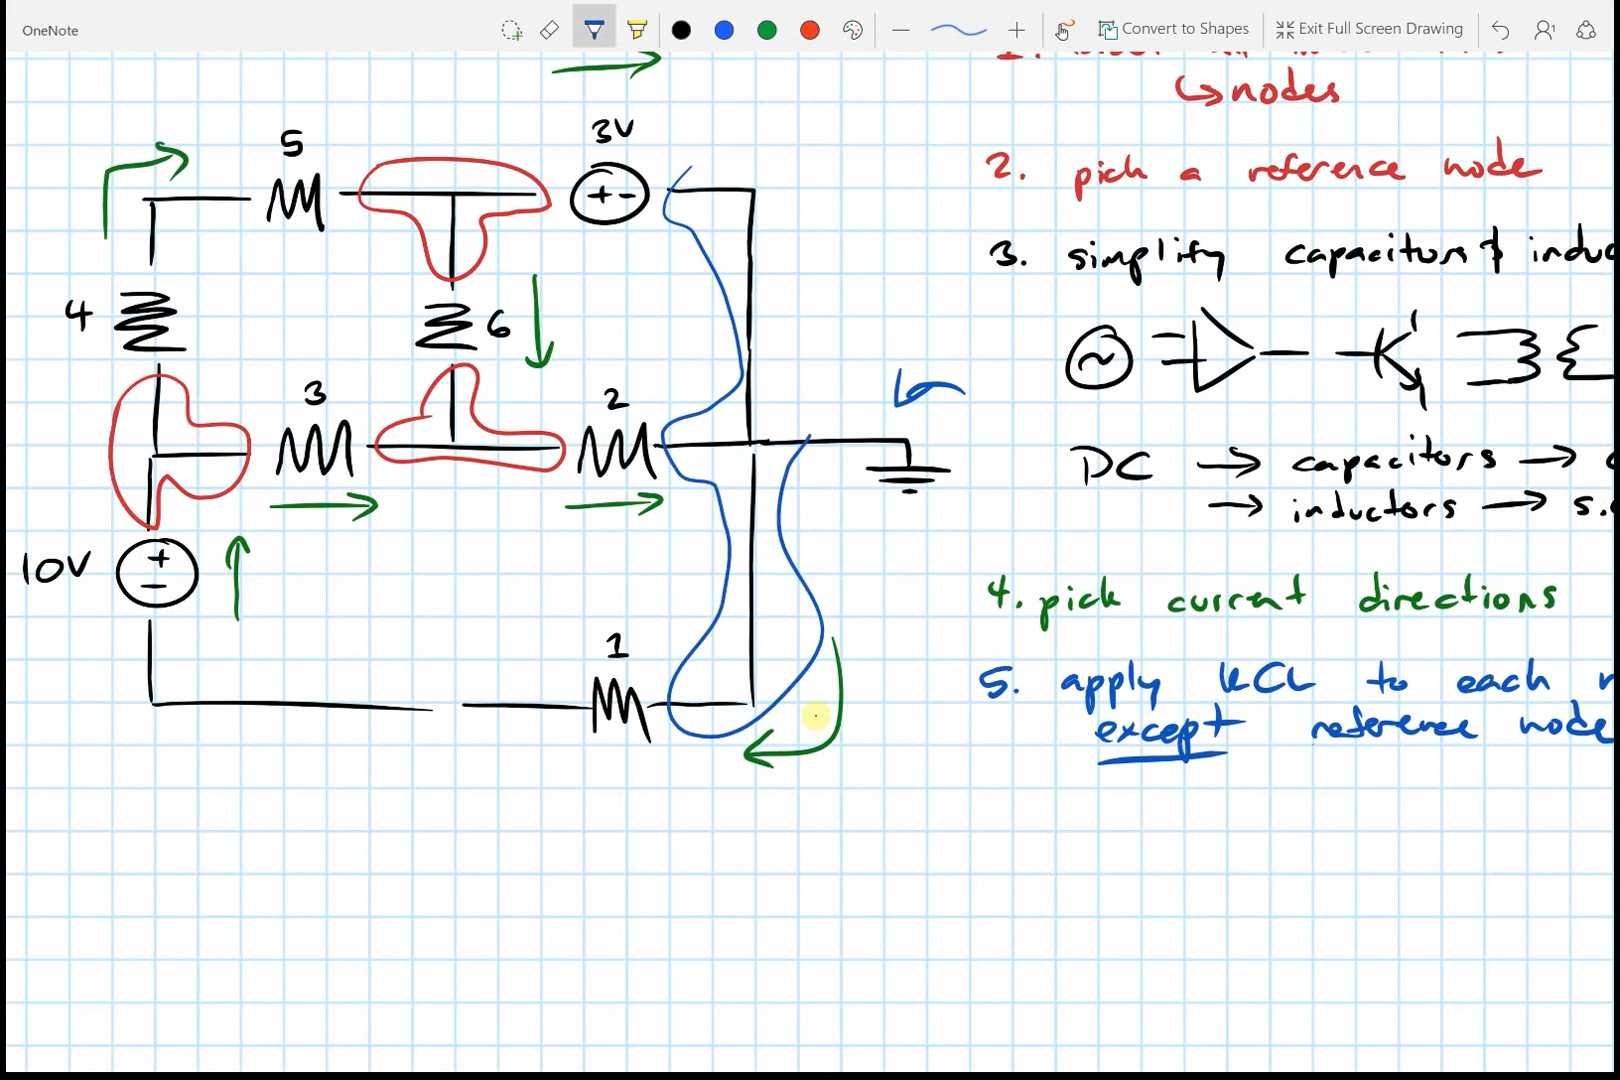 OneNote
Convert to Shapes
Exit Full Screen Drawing
↳nodes
2. pick a reference node
3. simplify capacitors &
DC → capacitors →
→ inductors → s.
4. pick current directions
5. apply KCL to each
except reference node
5
3V
4
6
3
2
10V
+
-
1
+-